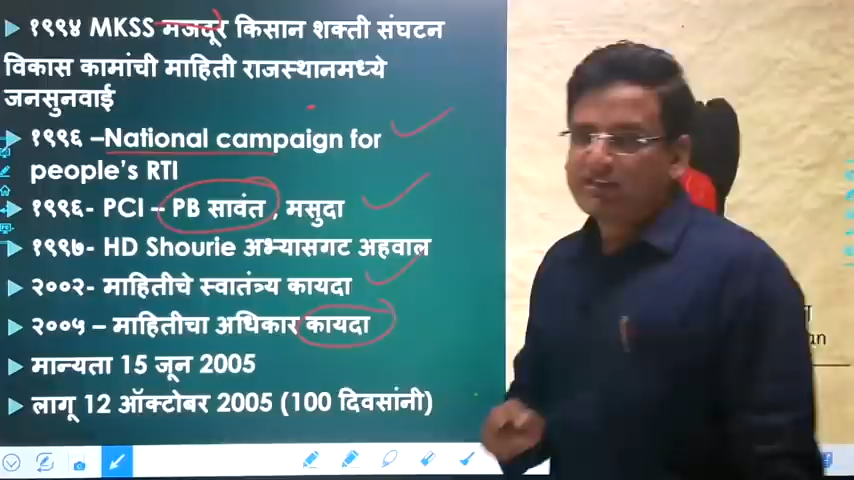 १९९४ MKSS मजदूर किसान शक्ती संघटन
विकास कामांची माहिती राजस्थानमध्ये
जनसुनवाई
१९९६ –National campaign for
people's RTI
१९९६- PCI – PB सावंत , मसुदा
१९९७- HD Shourie अभ्यासगट अहवाल
२००२- माहितीचे स्वातंत्र्य कायदा
२००५ – माहितीचा अधिकार कायदा
मान्यता 15 जून 2005
लागू 12 ऑक्टोबर 2005 (100 दिवसांनी)